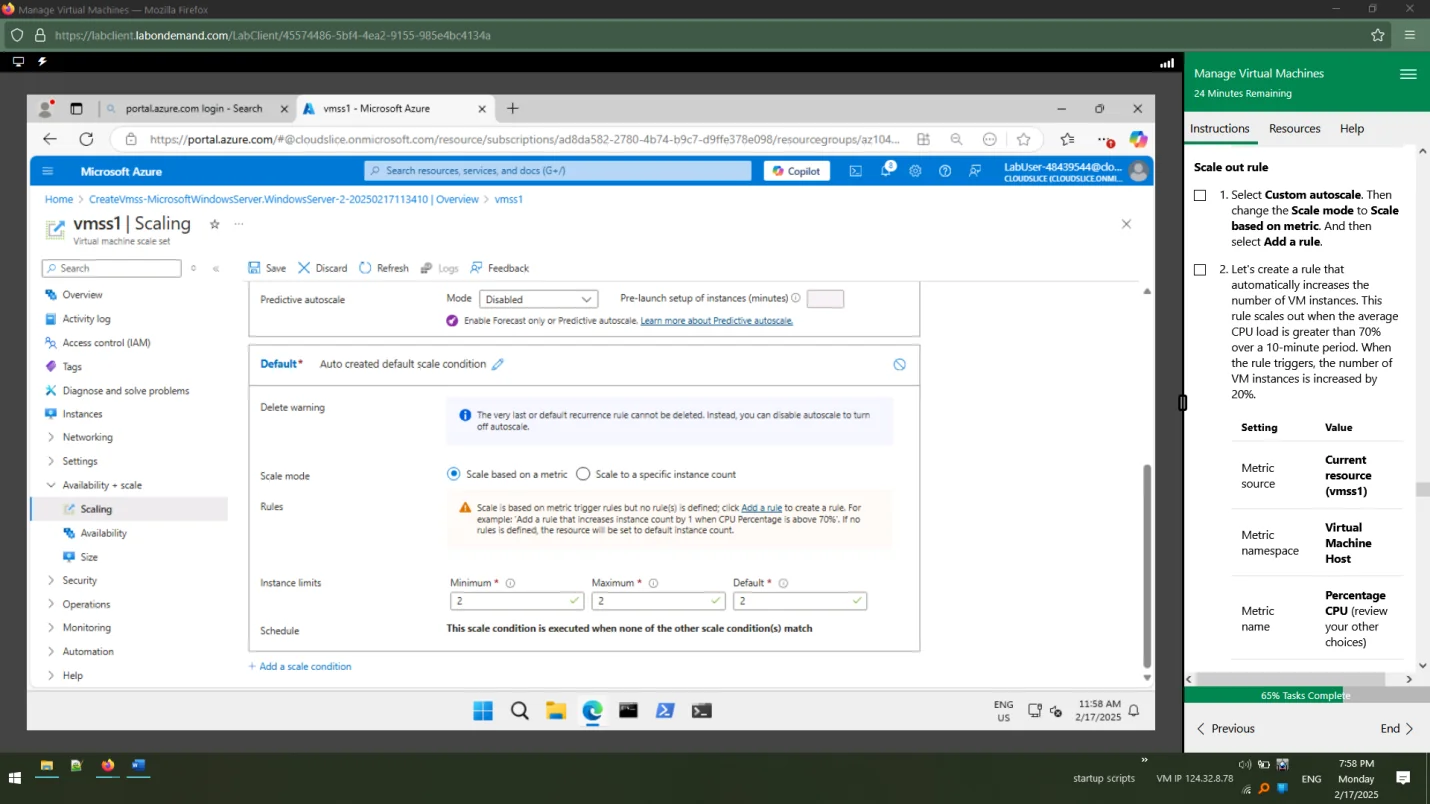 Manage Virtual Machines — Mozilla Firefox
https://labclient.labondemand.com/LabClient/45574486-5bf4-4ea2-9155-985e4bc4134a
portal.azure.com login - Search
vmss1 - Microsoft Azure
https://portal.azure.com/#@cloudslice.onmicrosoft.com/resource/subscriptions/ad8da582-2780-4b74-b9c7-d9ffe378e098/resourcegroups/az104...
Microsoft Azure
Search resources, services, and docs (G+/)
Copilot
LabUser-48439544@clo...
CLOUDSLICE (CLOUDSLICE.ONMI...
Home > CreateVmss-MicrosoftWindowsServer.WindowsServer-2-20250217113410 | Overview > vmss1
vmss1 | Scaling
Virtual machine scale set
Search
Save
Discard
Refresh
Logs
Feedback
Overview
Activity log
Access control (IAM)
Tags
Diagnose and solve problems
Instances
Networking
Settings
Availability + scale
Scaling
Availability
Size
Security
Operations
Monitoring
Automation
Help
Predictive autoscale
Mode
Disabled
Pre-launch setup of instances (minutes)
Enable Forecast only or Predictive autoscale. Learn more about Predictive autoscale.
Default* Auto created default scale condition
Delete warning
The very last or default recurrence rule cannot be deleted. Instead, you can disable autoscale to turn
off autoscale.
Scale mode
Scale based on a metric
Scale to a specific instance count
Rules
Scale is based on metric trigger rules but no rule(s) is defined; click Add a rule to create a rule. For
example: 'Add a rule that increases instance count by 1 when CPU Percentage is above 70%'. If no
rules is defined, the resource will be set to default instance count.
Instance limits
Minimum *
Maximum *
Default *
2
2
2
Schedule
This scale condition is executed when none of the other scale condition(s) match
+ Add a scale condition
ENG
US
11:58 AM
2/17/2025
Manage Virtual Machines
24 Minutes Remaining
Instructions
Resources
Help
Scale out rule
1. Select Custom autoscale. Then
change the Scale mode to Scale
based on metric. And then
select Add a rule.
2. Let's create a rule that
automatically increases the
number of VM instances. This
rule scales out when the average
CPU load is greater than 70%
over a 10-minute period. When
the rule triggers, the number of
VM instances is increased by
20%.
Setting Value
Metric
source
Current
resource
(vmss1)
Metric
namespace
Virtual
Machine
Host
Metric
name
Percentage
CPU (review
your other
choices)
65% Tasks Complete
Previous
End
startup scripts
VM IP 124.32.8.78
ENG
7:58 PM
Monday
2/17/2025